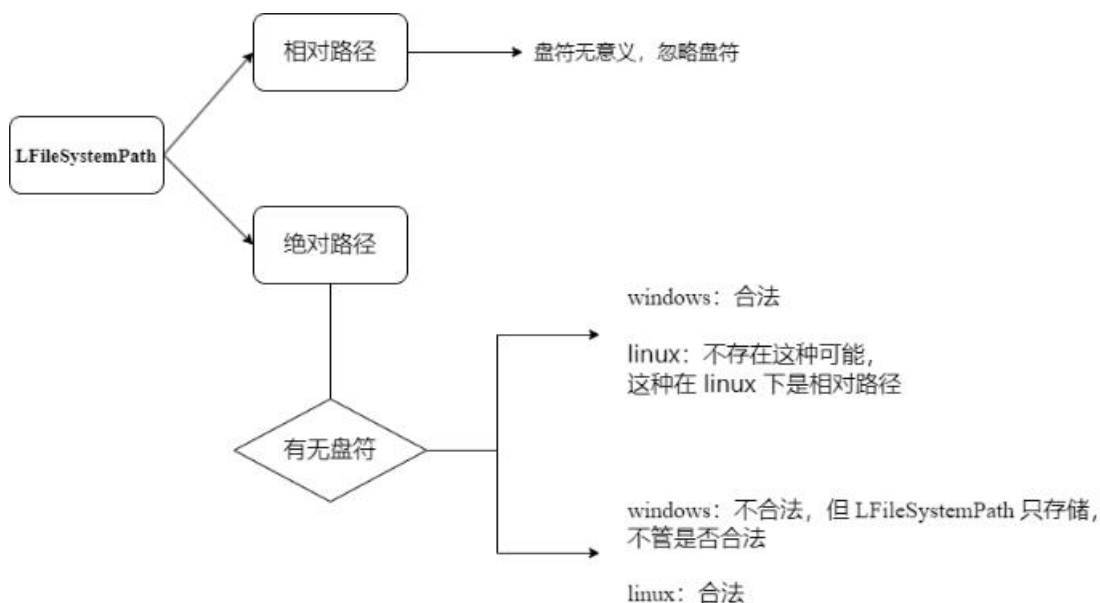 相对路径
盘符无意义，忽略盘符
LFileSystemPath
绝对路径
windows：合法
linux：不存在这种可能，
这种在 linux 下是相对路径
有无盘符
windows：不合法，但 LFileSystemPath 只存储，
不管是否合法
linux：合法